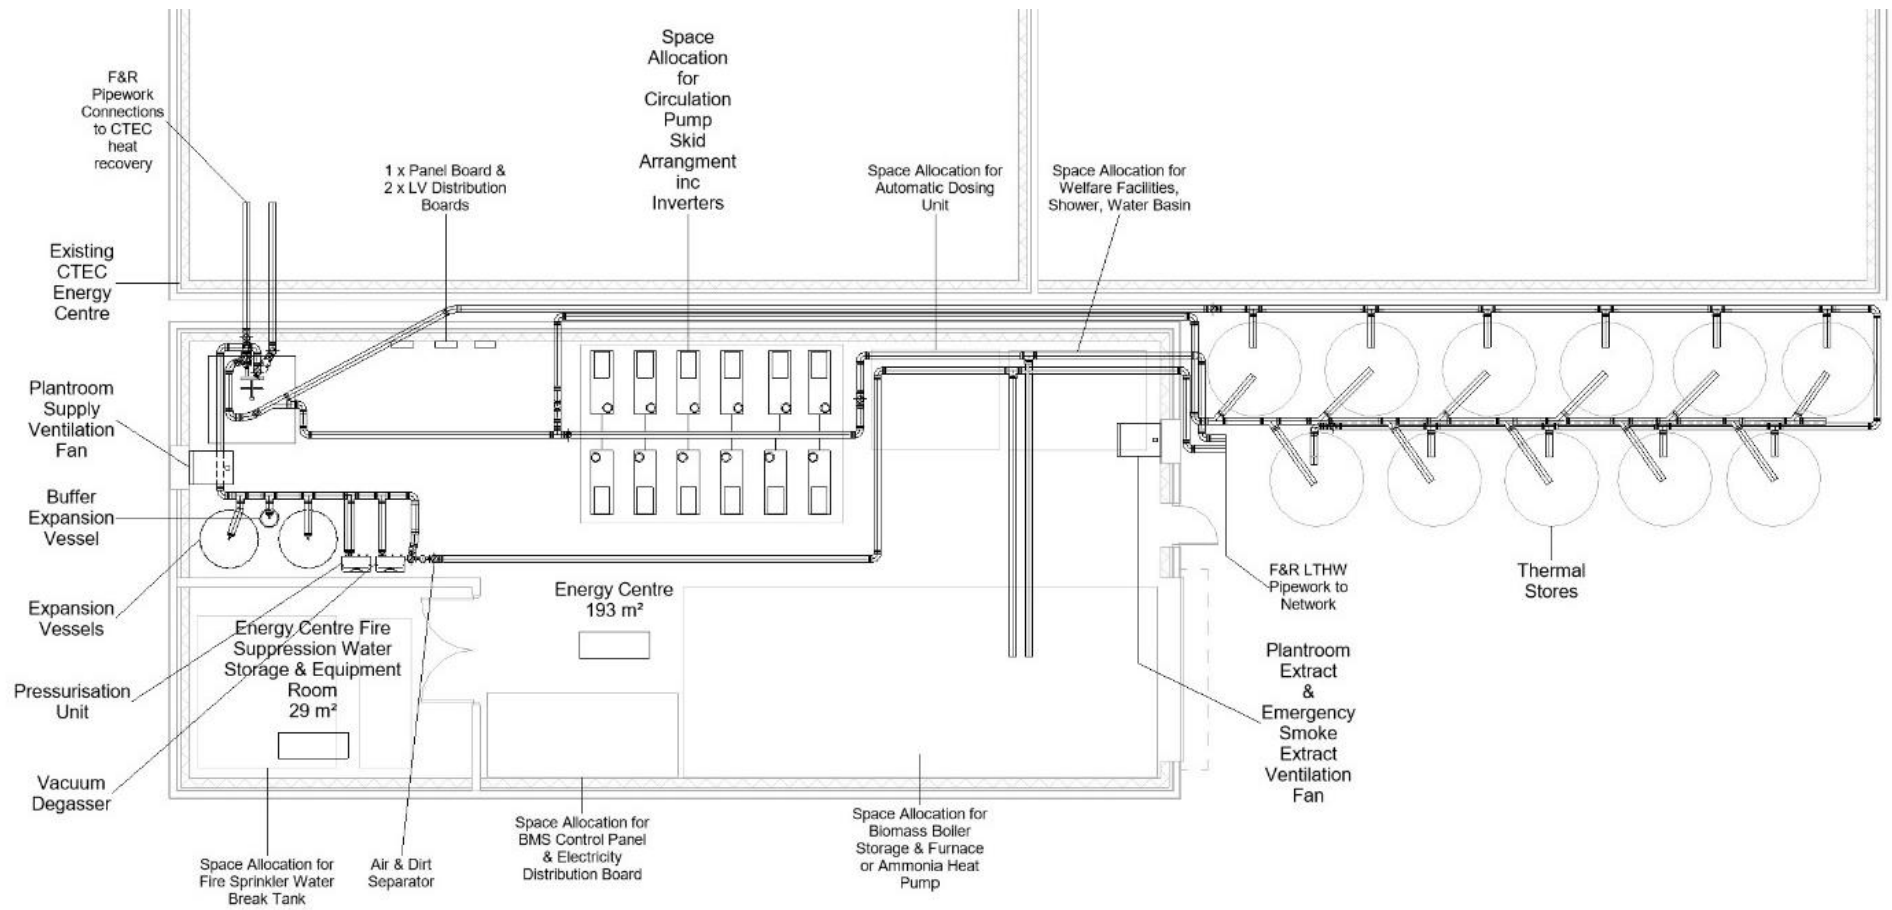 Space
Allocation
for
Circulation
Pump
Skid
Arrangment
inc
Inverters
F&R
Pipework
Connections
to CTEC
heat
recovery
1 x Panel Board &
2 x LV Distribution
Boards
Space Allocation for
Automatic Dosing
Unit
Space Allocation for
Welfare Facilities,
Shower, Water Basin
Existing
CTEC
Energy
Centre
Plantroom
Supply
Ventilation
Fan
Buffer
Expansion
Vessel
Expansion
Vessels
Pressurisation
Unit
Vacuum
Degasser
Energy Centre
193 m²
Energy Centre Fire
Suppression Water
Storage & Equipment
Room
29 m²
F&R LTHW
Pipework to
Network
Thermal
Stores
Plantroom
Extract
&
Emergency
Smoke
Extract
Ventilation
Fan
Space Allocation for
Fire Sprinkler Water
Break Tank
Air & Dirt
Separator
Space Allocation for
BMS Control Panel
& Electricity
Distribution Board
Space Allocation for
Biomass Boiler
Storage & Furnace
or Ammonia Heat
Pump